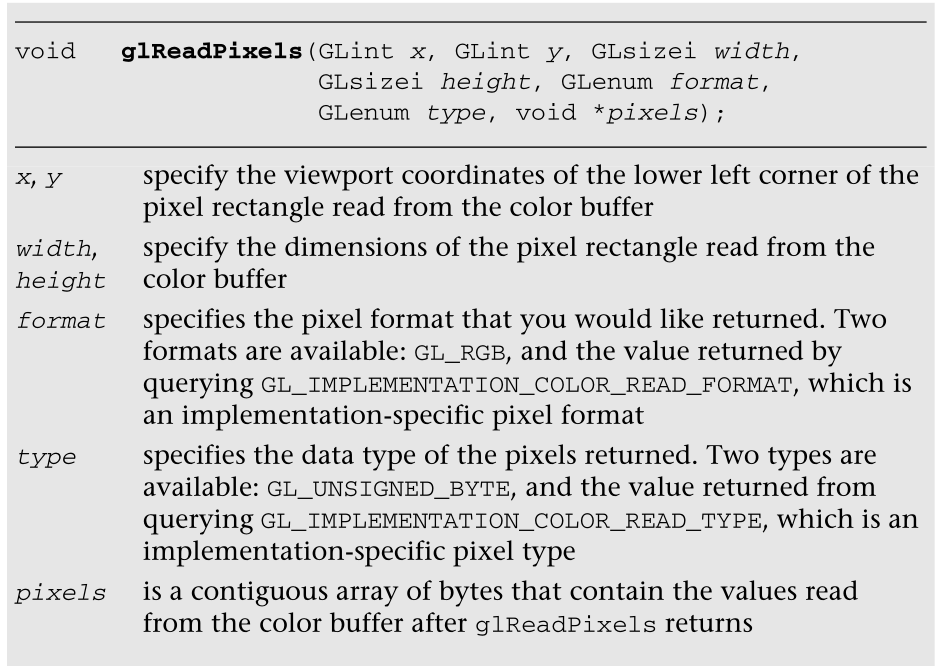 void glReadPixels(GLint x, GLint y, GLsizei width,
GLsizei height, GLenum format,
GLenum type, void *pixels);
x, y specify the viewport coordinates of the lower left corner of the
pixel rectangle read from the color buffer
width, specify the dimensions of the pixel rectangle read from the
height color buffer
format specifies the pixel format that you would like returned. Two
formats are available: GL_RGB, and the value returned by
querying GL_IMPLEMENTATION_COLOR_READ_FORMAT, which is
an implementation-specific pixel format
type specifies the data type of the pixels returned. Two types are
available: GL_UNSIGNED_BYTE, and the value returned from
querying GL_IMPLEMENTATION_COLOR_READ_TYPE, which is an
implementation-specific pixel type
pixels is a contiguous array of bytes that contain the values read
from the color buffer after glReadPixels returns